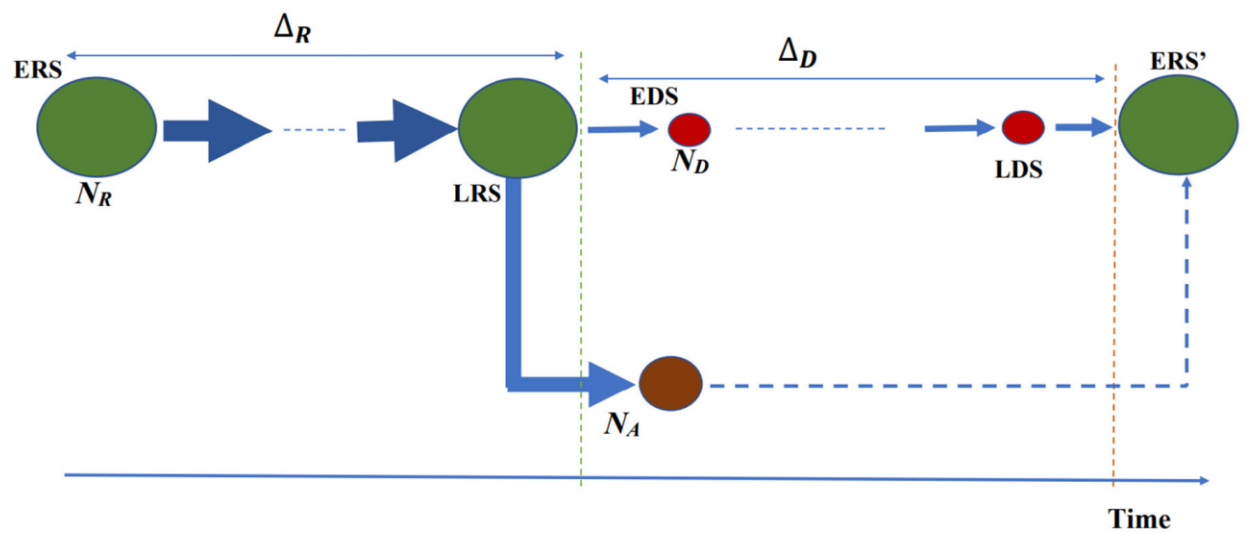 Δ_R
Δ_D
ERS
ERS’
EDS
N_R
LRS
N_D
LDS
N_A
Time